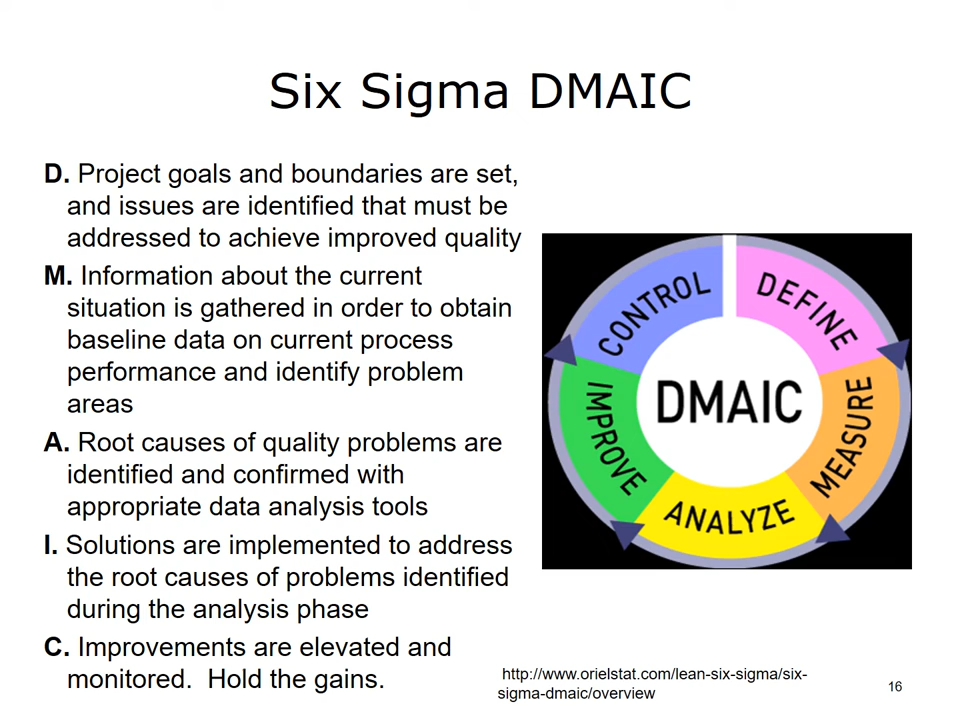 Six Sigma DMAIC
D. Project goals and boundaries are set,
and issues are identified that must be
addressed to achieve improved quality
M. Information about the current
situation is gathered in order to obtain
baseline data on current process
performance and identify problem
areas
A. Root causes of quality problems are
identified and confirmed with
appropriate data analysis tools
I. Solutions are implemented to address
the root causes of problems identified
during the analysis phase
C. Improvements are elevated and
monitored.  Hold the gains.
DEFINE
MEASURE
ANALYZE
IMPROVE
CONTROL
DMAIC
http://www.orielstat.com/lean-six-sigma/six-
sigma-dmaic/overview
16